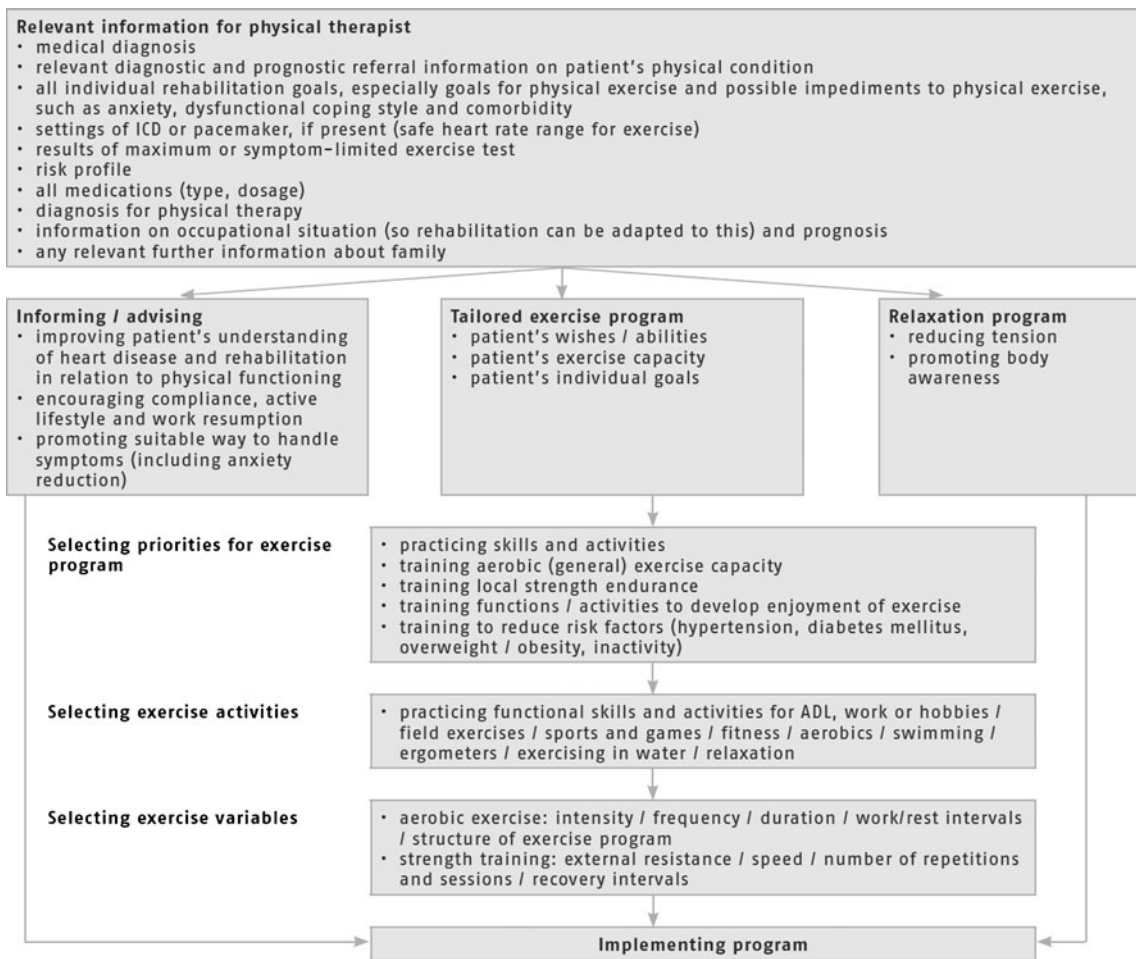 Relevant information for physical therapist
• medical diagnosis
• relevant diagnostic and prognostic referral information on patient's physical condition
• all individual rehabilitation goals, especially goals for physical exercise and possible impediments to physical exercise,
such as anxiety, dysfunctional coping style and comorbidity
• settings of ICD or pacemaker, if present (safe heart rate range for exercise)
• results of maximum or symptom-limited exercise test
• risk profile
• all medications (type, dosage)
• diagnosis for physical therapy
• information on occupational situation (so rehabilitation can be adapted to this) and prognosis
• any relevant further information about family
Informing / advising
• improving patient's understanding
of heart disease and rehabilitation
in relation to physical functioning
• encouraging compliance, active
lifestyle and work resumption
• promoting suitable way to handle
symptoms (including anxiety
reduction)
Tailored exercise program
• patient's wishes / abilities
• patient's exercise capacity
• patient's individual goals
Relaxation program
• reducing tension
• promoting body
awareness
Selecting priorities for exercise
program
• practicing skills and activities
• training aerobic (general) exercise capacity
• training local strength endurance
• training functions / activities to develop enjoyment of exercise
• training to reduce risk factors (hypertension, diabetes mellitus,
overweight / obesity, inactivity)
Selecting exercise activities
• practicing functional skills and activities for ADL, work or hobbies /
field exercises / sports and games / fitness / aerobics / swimming /
ergometers / exercising in water / relaxation
Selecting exercise variables
• aerobic exercise: intensity / frequency / duration / work/rest intervals
/ structure of exercise program
• strength training: external resistance / speed / number of repetitions
and sessions / recovery intervals
Implementing program